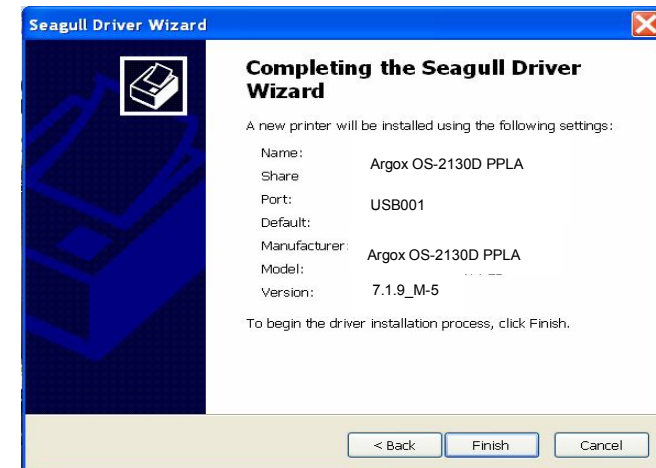 Seagull Driver Wizard
Completing the Seagull Driver
Wizard
A new printer will be installed using the following settings:
Name:
Argox OS-2130D PPLA
Share
Port:
USB001
Default:
Manufacturer:
Argox OS-2130D PPLA
Model:
Version:
7.1.9_M-5
To begin the driver installation process, click Finish.
< Back Finish Cancel